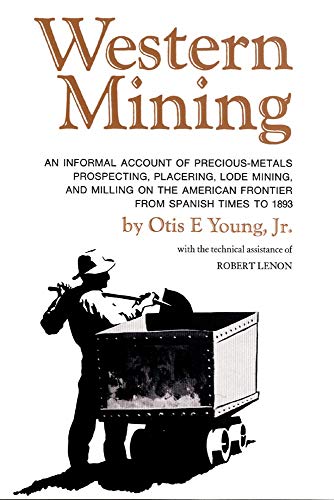 Western
Mining
AN INFORMAL ACCOUNT OF PRECIOUS-METALS
PROSPECTING, PLACERING, LODE MINING,
AND MILLING ON THE AMERICAN FRONTIER
FROM SPANISH TIMES TO 1893
by Otis E Young, Jr.
with the technical assistance of
ROBERT LENON